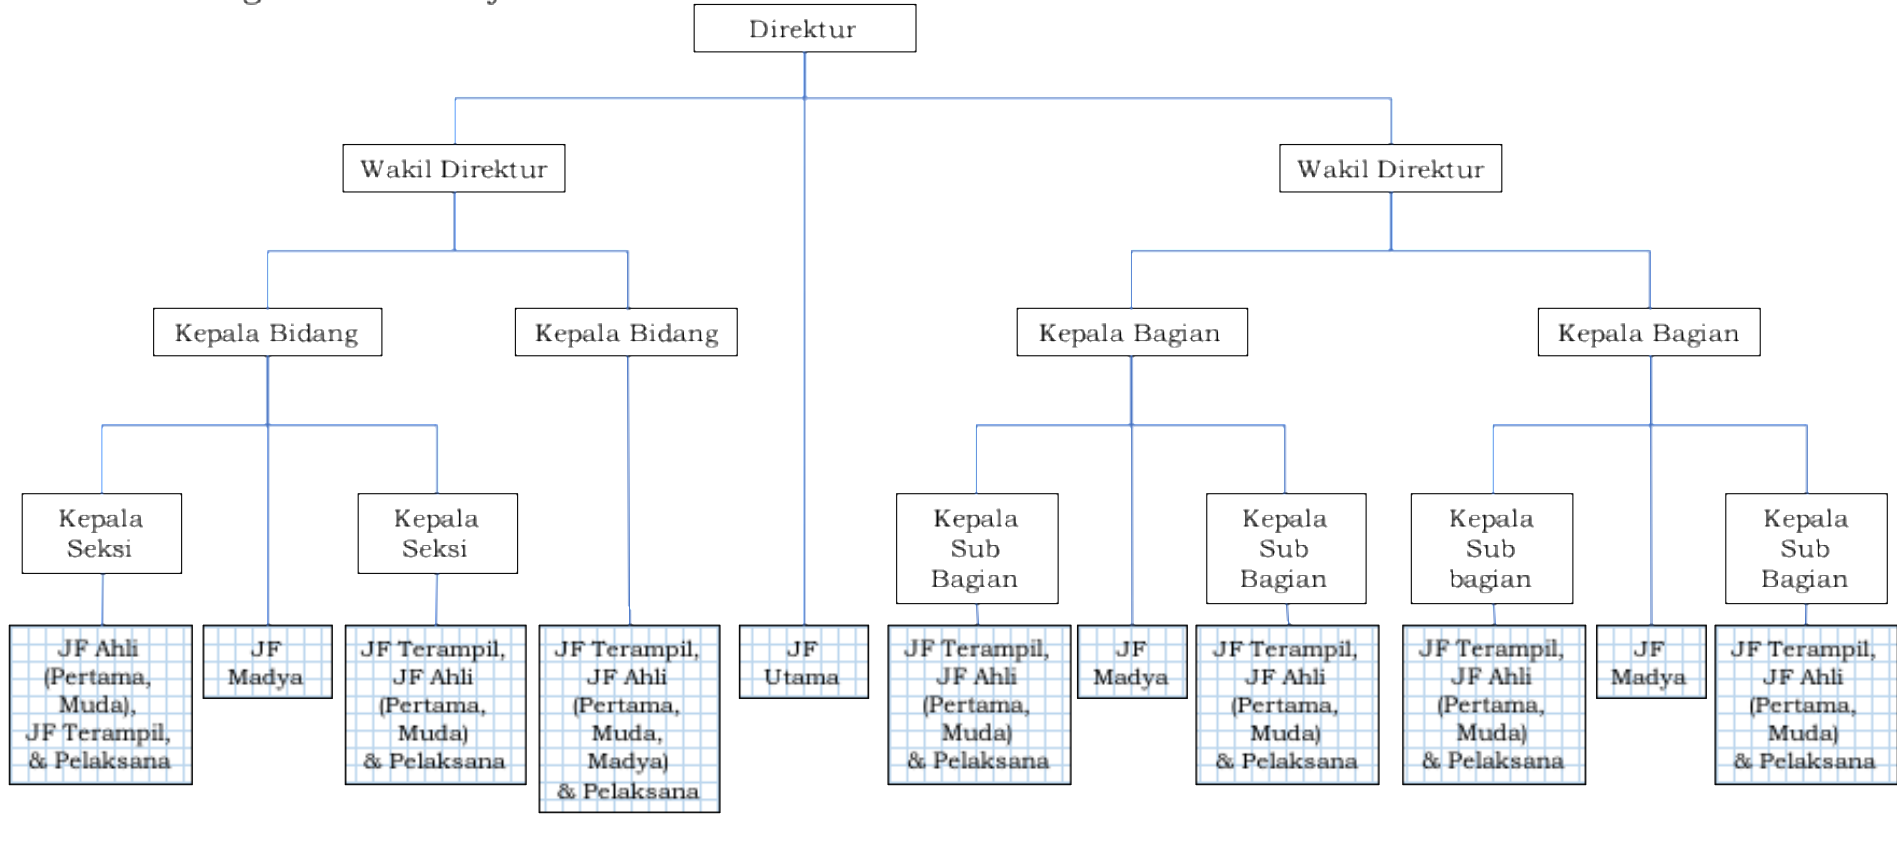 Direktur
Wakil Direktur
Wakil Direktur
Kepala Bidang
Kepala Bidang
Kepala Bagian
Kepala Bagian
Kepala
Seksi
Kepala
Seksi
Kepala
Sub
Bagian
Kepala
Sub
Bagian
Kepala
Sub
bagian
Kepala
Sub
Bagian
JF Ahli
(Pertama,
Muda),
JF Terampil,
& Pelaksana
JF
Madya
JF Terampil,
JF Ahli
(Pertama,
Muda)
& Pelaksana
JF Terampil,
JF Ahli
(Pertama,
Muda,
Madya)
& Pelaksana
JF
Utama
JF Terampil,
JF Ahli
(Pertama,
Muda)
& Pelaksana
JF
Madya
JF Terampil,
JF Ahli
(Pertama,
Muda)
& Pelaksana
JF Terampil,
JF Ahli
(Pertama,
Muda)
& Pelaksana
JF
Madya
JF Terampil,
JF Ahli
(Pertama,
Muda)
& Pelaksana